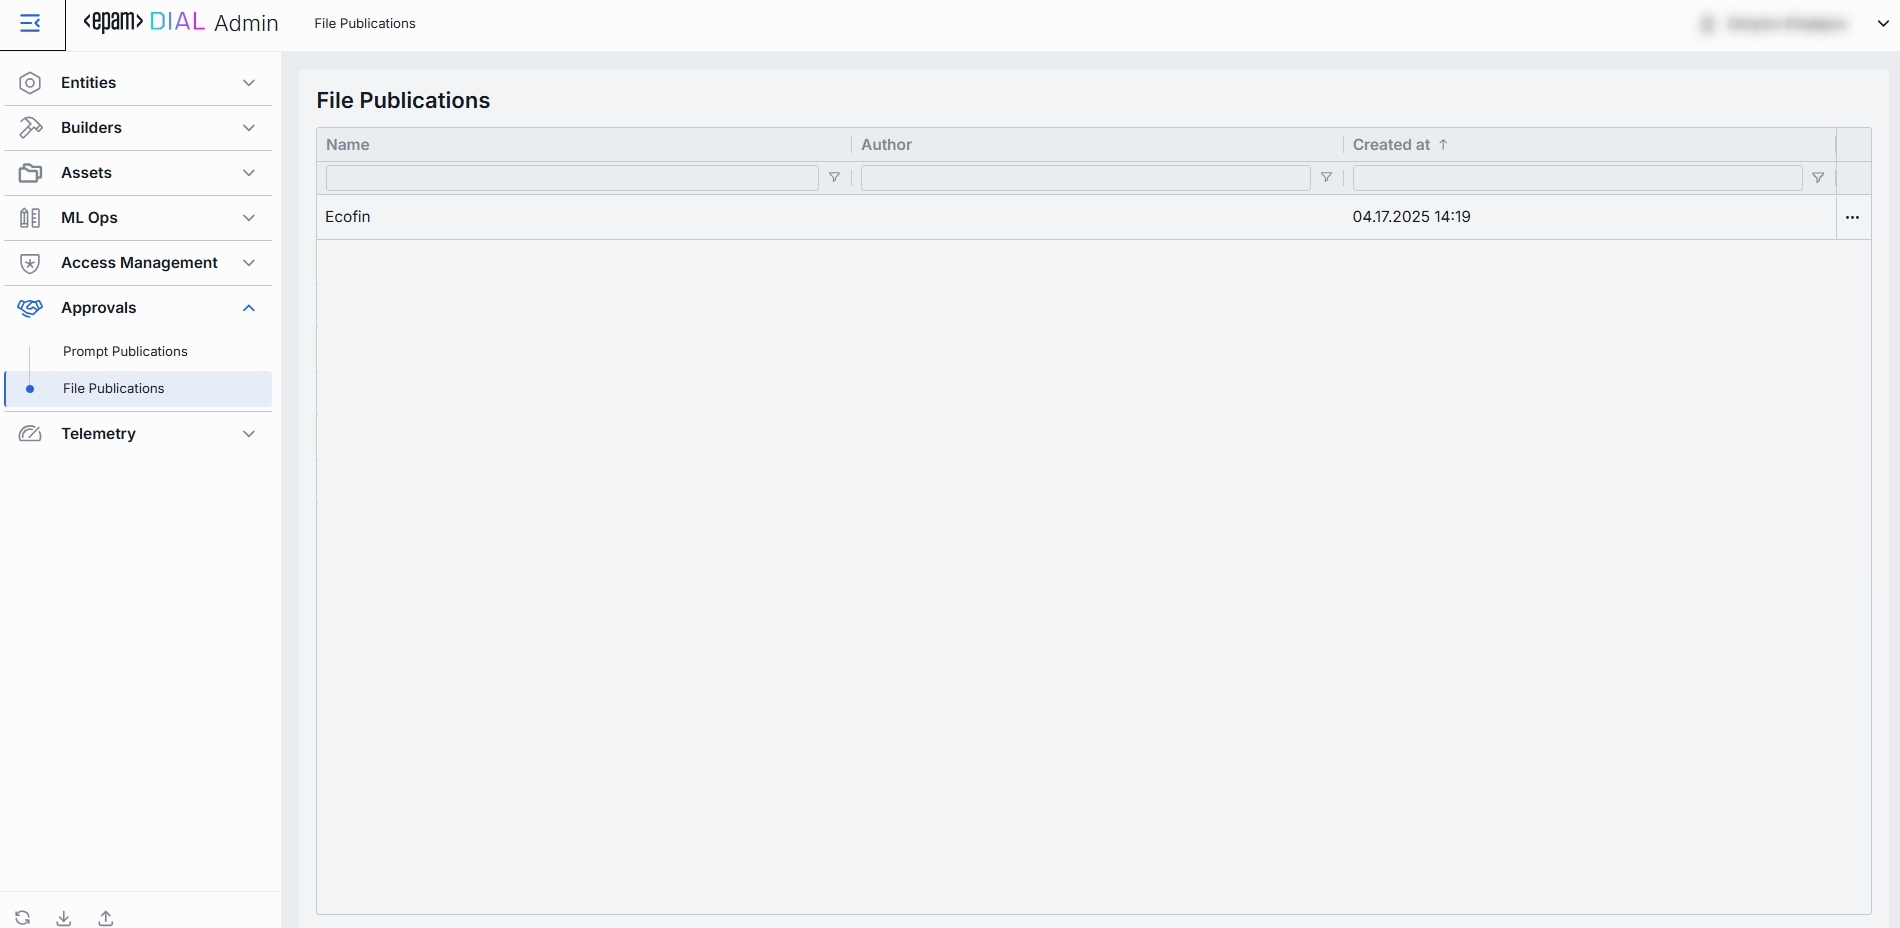 <epam> DIAL Admin
File Publications
Entities
Builders
Assets
ML Ops
Access Management
Approvals
Prompt Publications
File Publications
Telemetry
File Publications
Name Author Created at ↑
Ecofin 04.17.2025 14:19 ...